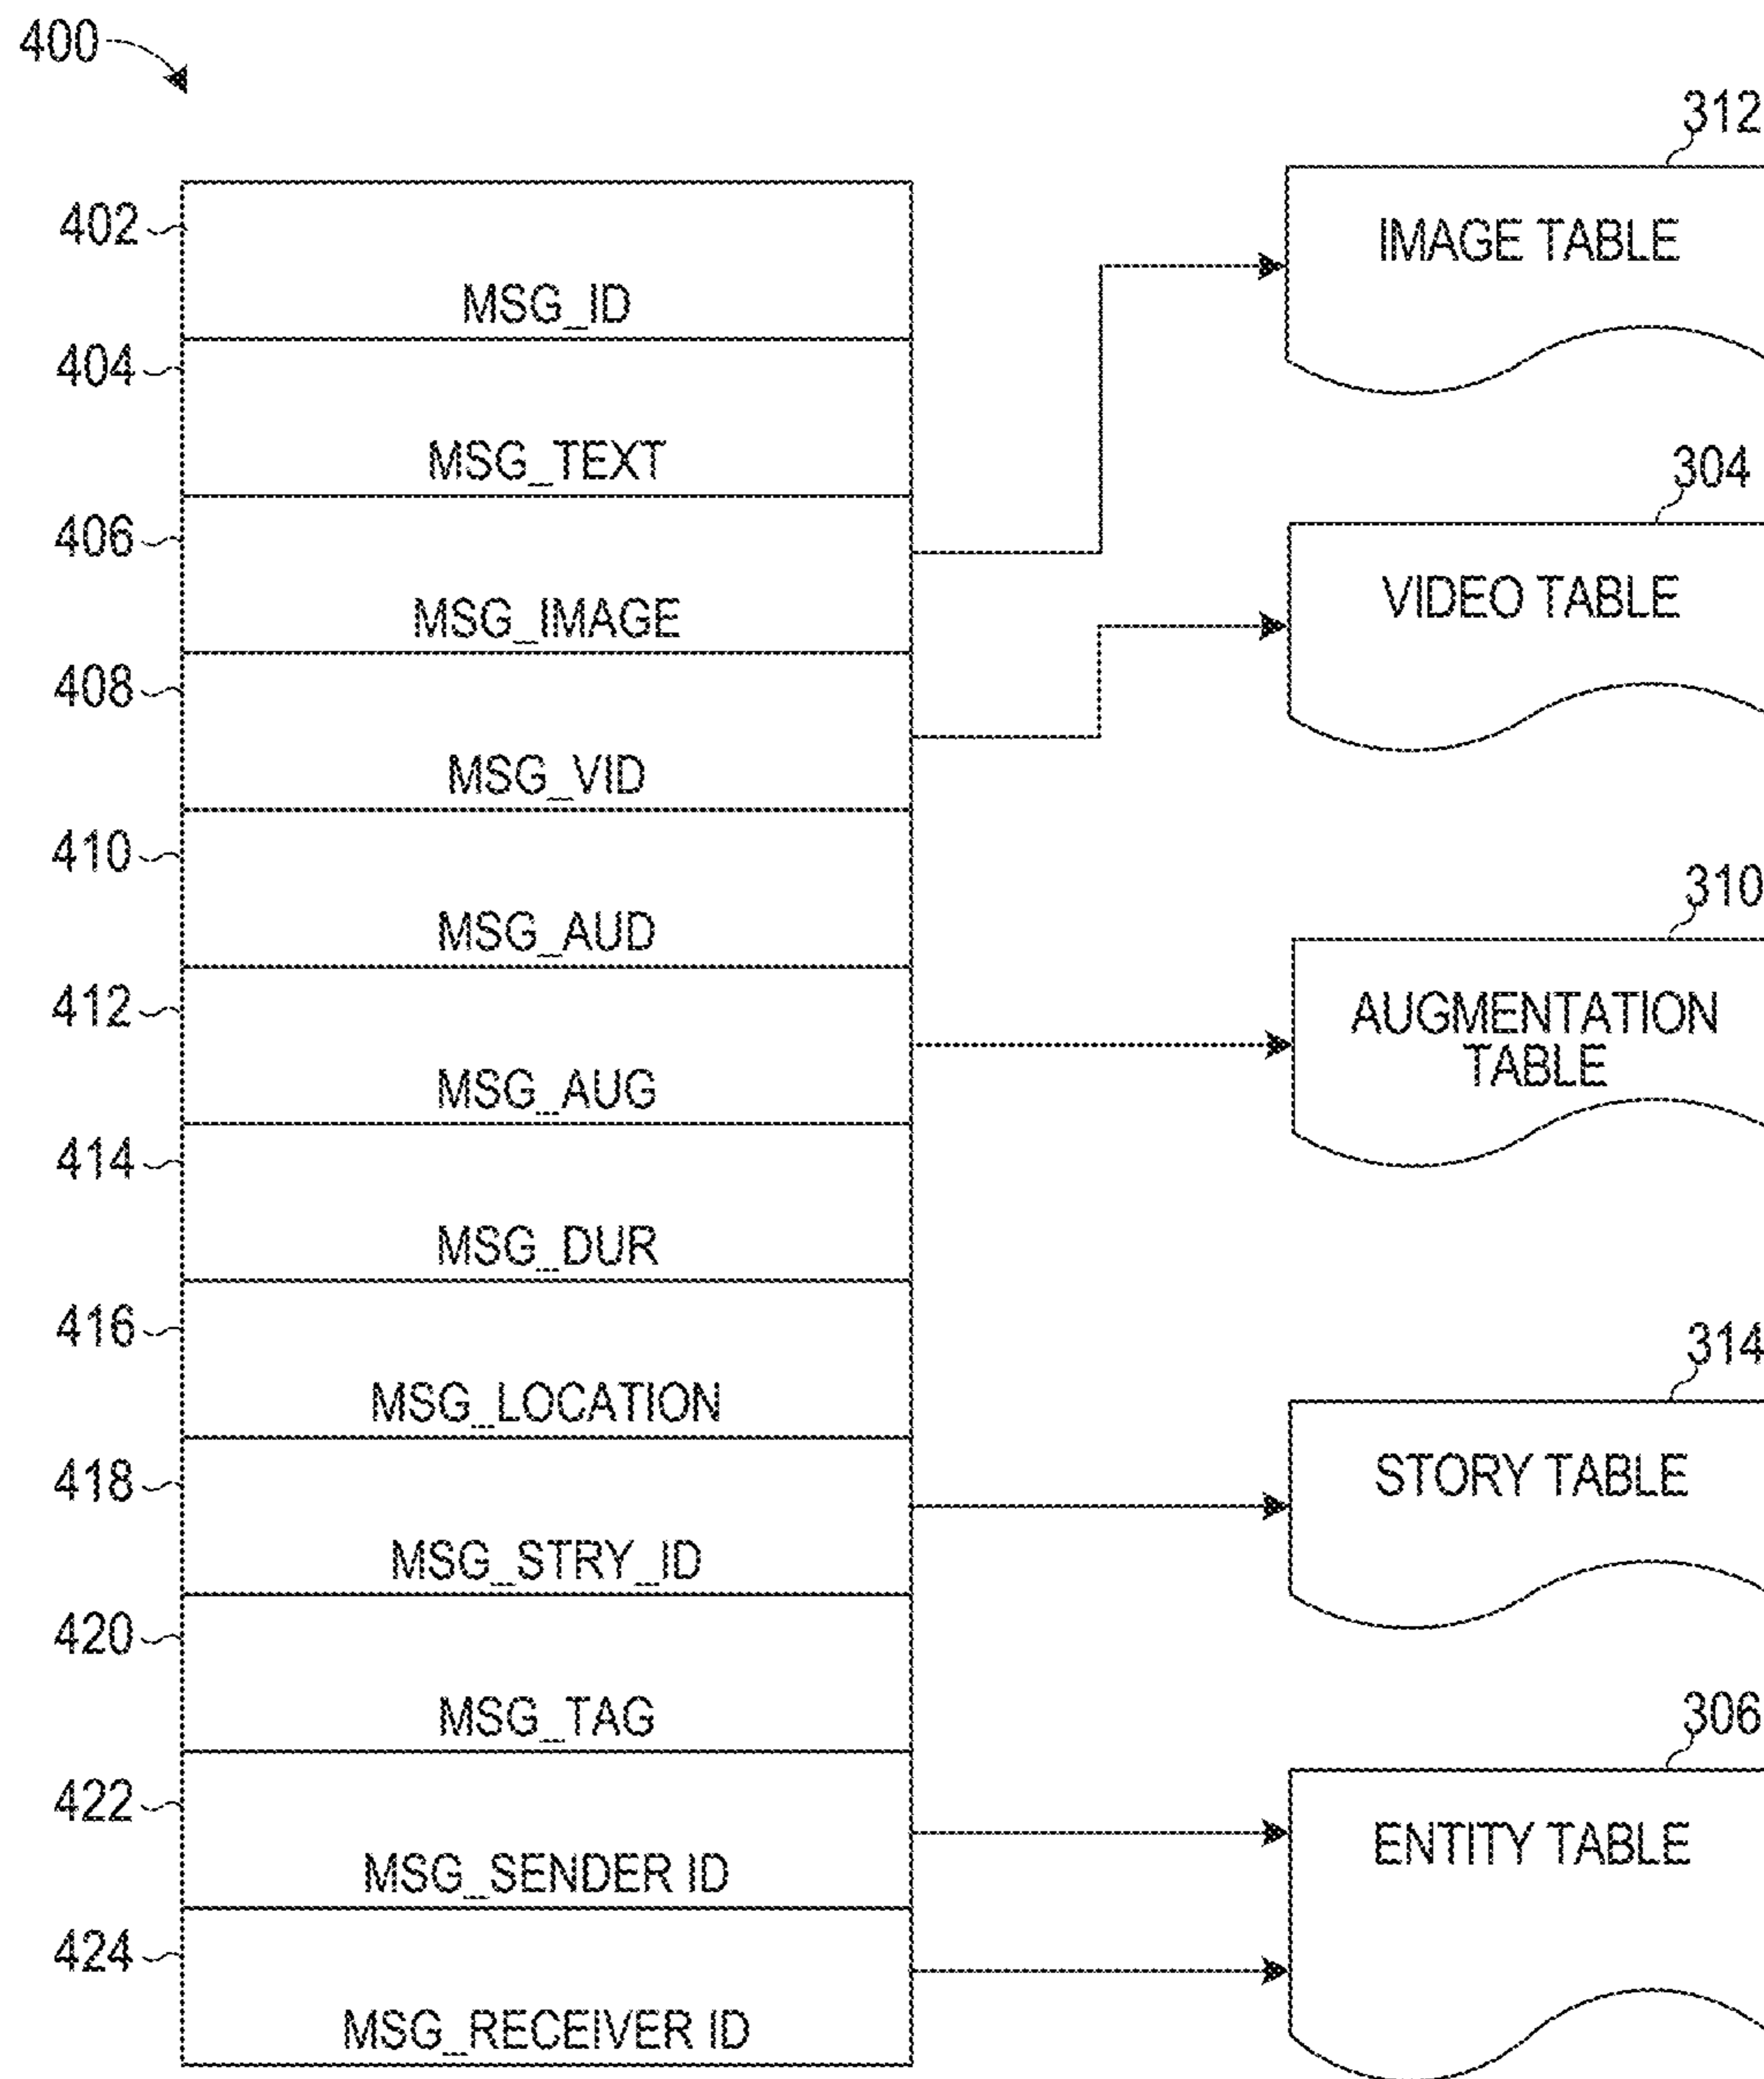 400
312
402
IMAGE TABLE
MSG_ID
404
MSG_TEXT
304
406
VIDEO TABLE
MSG_IMAGE
408
MSG_VID
410
310
MSG_AUD
412
AUGMENTATION
TABLE
MSG_AUG
414
MSG_DUR
416
314
MSG_LOCATION
418
STORY TABLE
MSG_STRY_ID
420
MSG_TAG
306
422
ENTITY TABLE
MSG_SENDER ID
424
MSG_RECEIVER ID